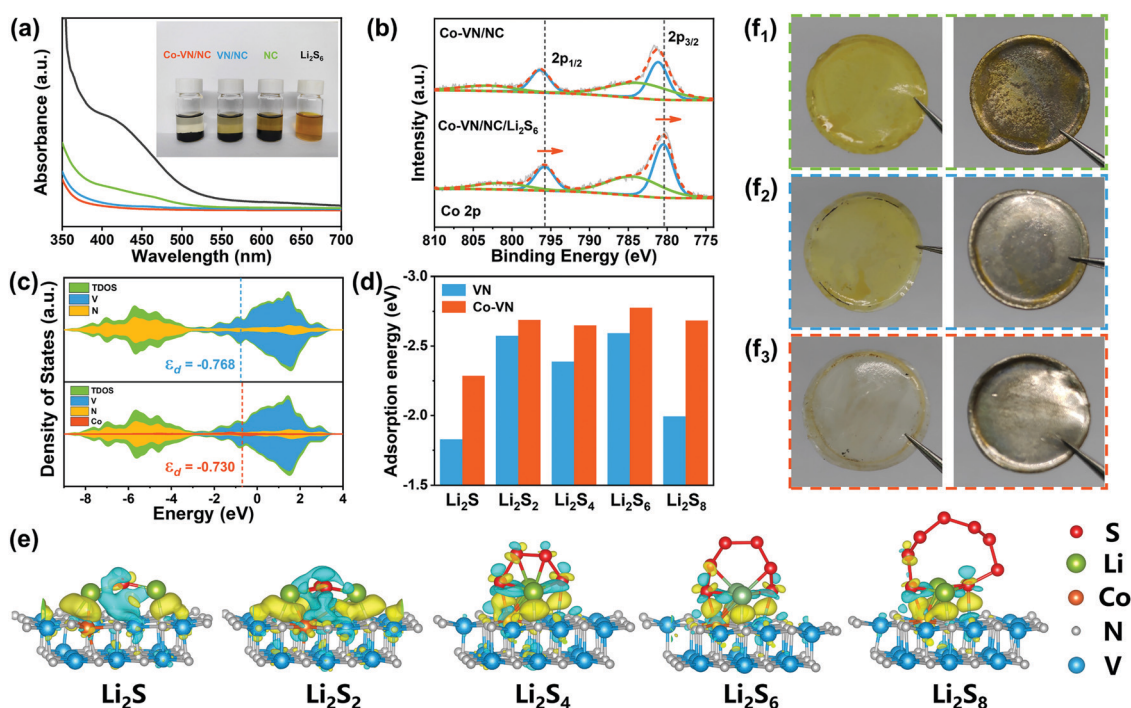 (a)
Absorbance (a.u.)
Co-VN/NC VN/NC NC Li₂S₆
350 400 450 500 550 600 650 700
Wavelength (nm)
(b)
Intensity (a.u.)
Co-VN/NC
2p₁/₂
2p₃/₂
Co-VN/NC/Li₂S₆
Co 2p
810 805 800 795 790 785 780 775
Binding Energy (eV)
(c)
Density of States (a.u.)
TDOS
V
N
εd = -0.768
TDOS
V
N
Co
εd = -0.730
-8 -6 -4 -2 0 2 4
Energy (eV)
(d)
Adsorption energy (eV)
-3.0
-2.5
-2.0
-1.5
VN
Co-VN
Li₂S Li₂S₂ Li₂S₄ Li₂S₆ Li₂S₈
(f₁)
(f₂)
(f₃)
(e)
Li₂S Li₂S₂ Li₂S₄ Li₂S₆ Li₂S₈
S
Li
Co
N
V